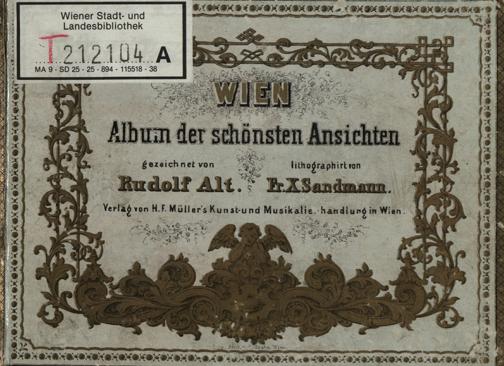 Wiener Stadt- und
Landesbibliothek
T 212104 A
MA 9 - SD 25 - 25 - 894 - 115518 - 38
WIEN
Album der schönsten Ansichten
gezeichnet von lithographirt von
Rudolf Alt. Fr.X.Sandmann.
Verlag von H. F. Müller's Kunst-und Musikalie. handlung in Wien.